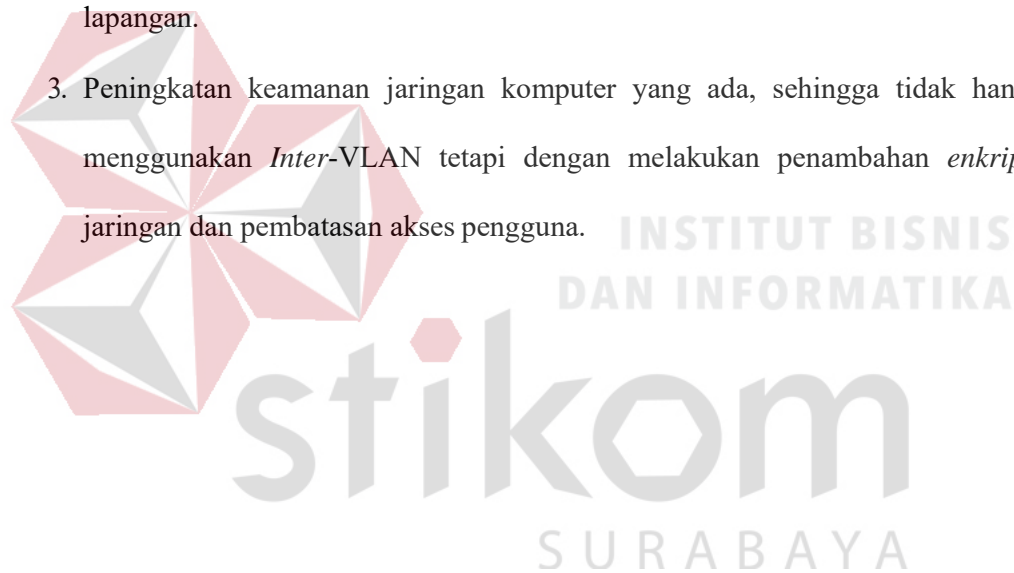 lapangan.
3. Peningkatan keamanan jaringan komputer yang ada, sehingga tidak han
menggunakan Inter-VLAN tetapi dengan melakukan penambahan enkrip
jaringan dan pembatasan akses pengguna.
INSTITUT BISNIS
DAN INFORMATIKA
stikom
SURABAYA